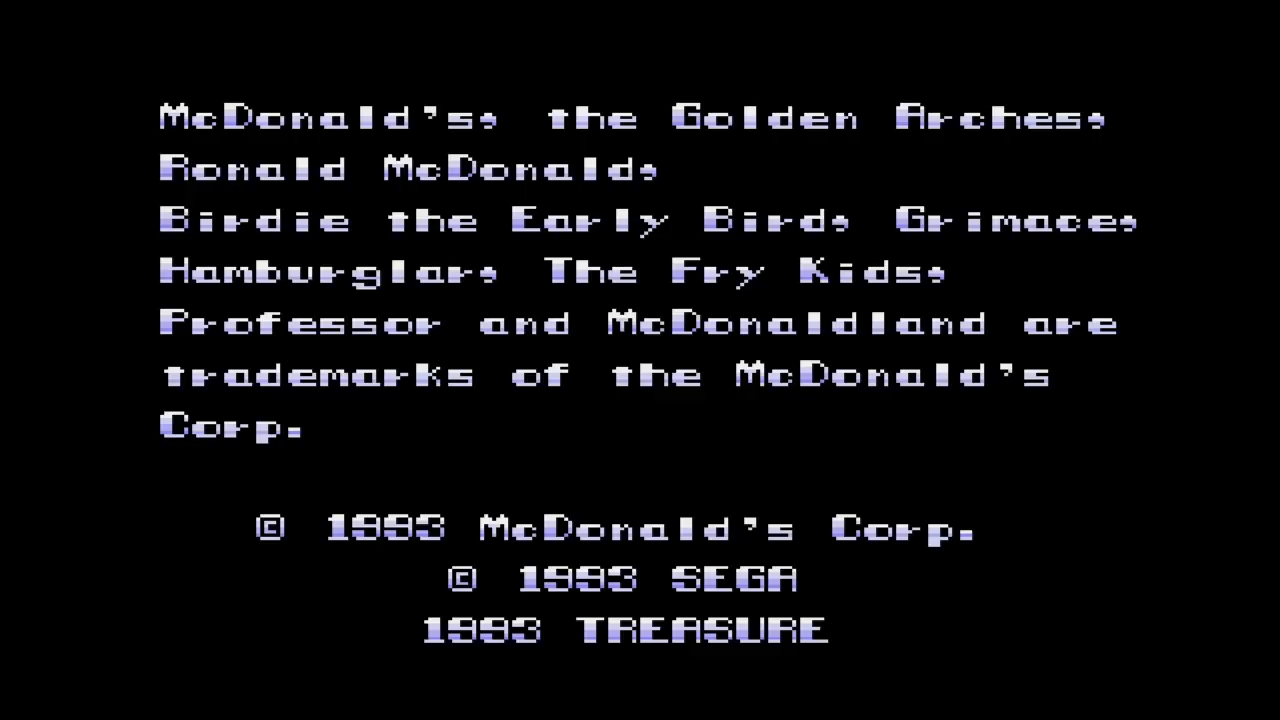 McDonald's, the Golden Arches,
Ronald McDonald,
Birdie the Early Bird, Grimace,
Hamburglar, The Fry Kids,
Professor and McDonaldland are
trademarks of the McDonald's
Corp.
© 1993 McDonald's Corp.
© 1993 SEGA
1993 TREASURE